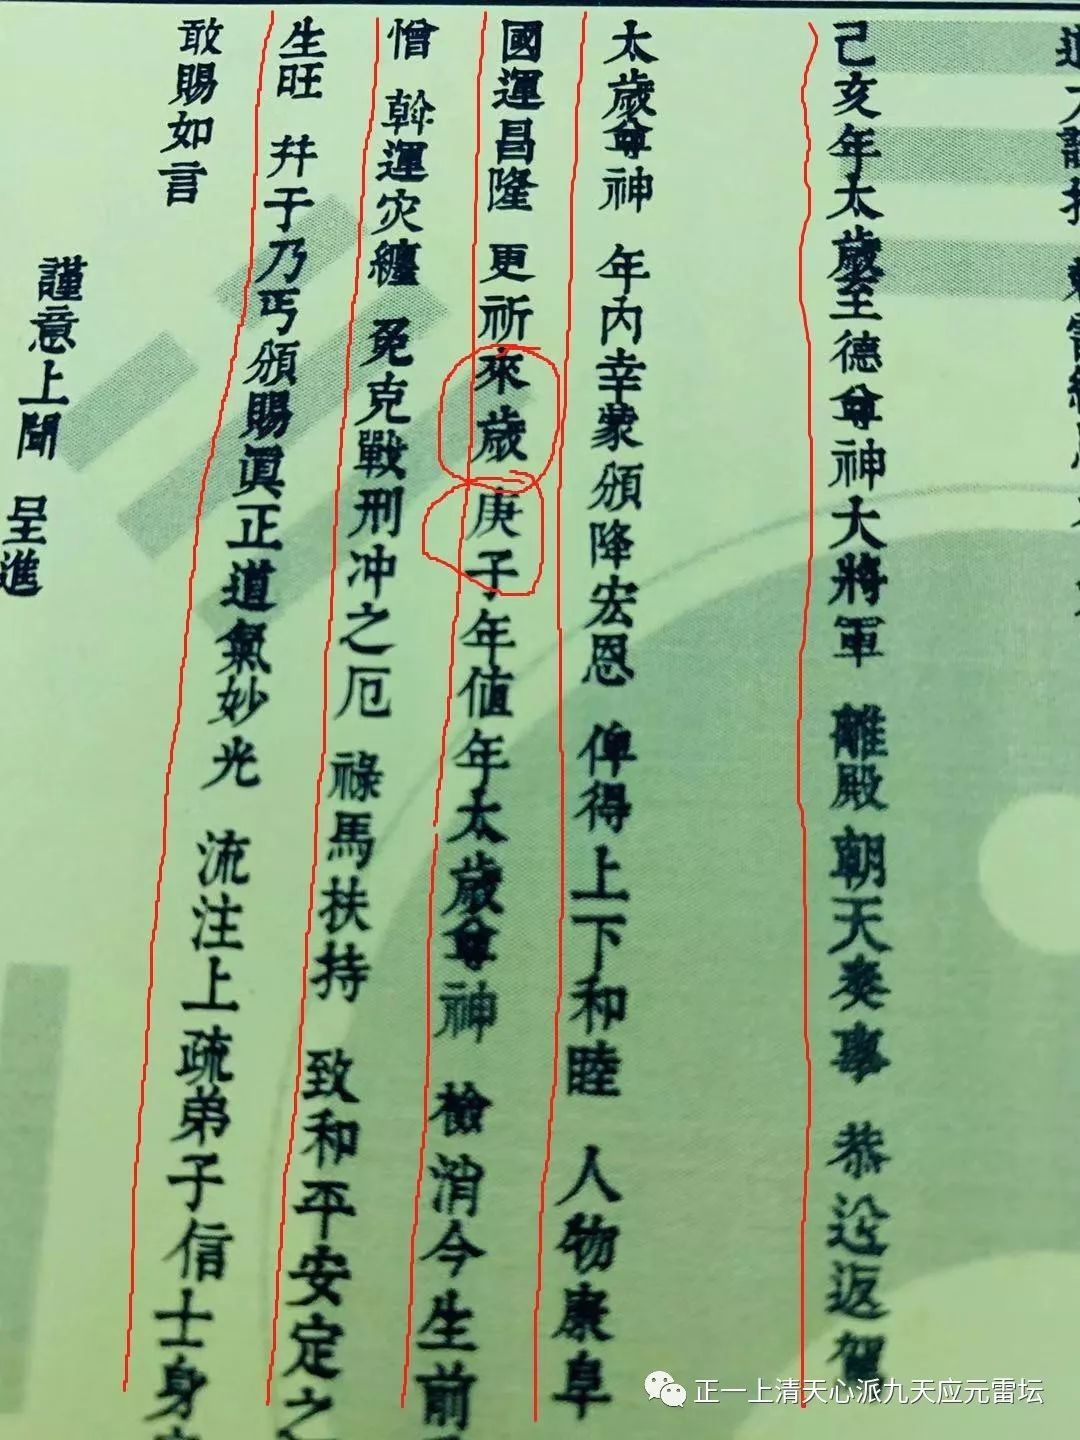 己亥年太歲至德尊神大將軍 離殿朝天奏事 恭迎返駕
太歲尊神 年內幸蒙頒降宏恩 俾得上下和睦 人物康阜
國運昌隆 更祈來歲庚子年值年太歲尊神 檢消今生前
憎 斡運灾纏 免克戰刑冲之厄 祿馬扶持 致和平安定之
生旺 幷于乃丐頒賜眞正道氣妙光 流注上疏弟子信士身
敢賜如言
謹意上聞 呈進
正一上清天心派九天应元雷坛